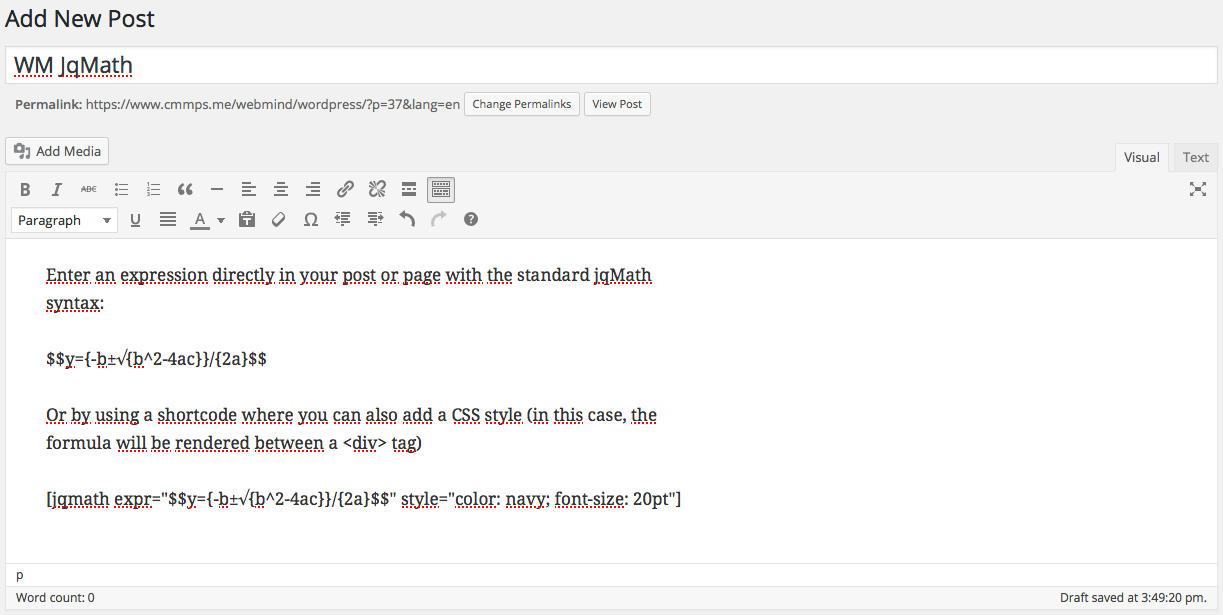 Add New Post
WM JqMath
Permalink: https://www.cmmps.me/webmind/wordpress/?p=37&lang=en Change Permalinks View Post
Add Media
Visual Text
B I ABC
Paragraph U A Ω
Enter an expression directly in your post or page with the standard jqMath
syntax:
$$y={-b±√{b^2-4ac}}/{2a}$$
Or by using a shortcode where you can also add a CSS style (in this case, the
formula will be rendered between a <div> tag)
[jqmath expr="$$y={-b±√{b^2-4ac}}/{2a}$$" style="color: navy; font-size: 20pt"]
p
Word count: 0 Draft saved at 3:49:20 pm.